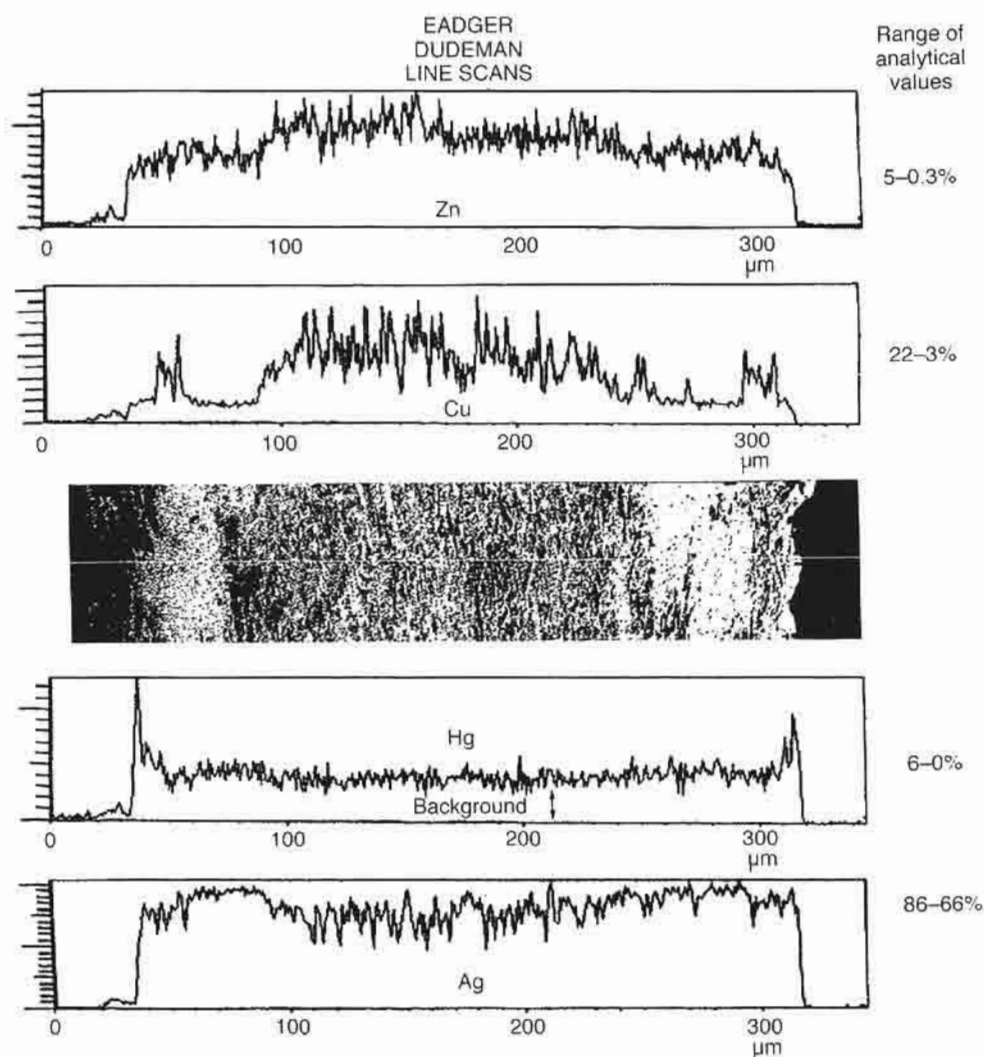 EADGER
DUDEMAN
LINE SCANS
Range of
analytical
values
Zn
5–0.3%
0 100 200 300
µm
Cu
22–3%
0 100 200 300
µm
Hg
6–0%
Background
0 100 200 300
µm
86–66%
Ag
0 100 200 300
µm